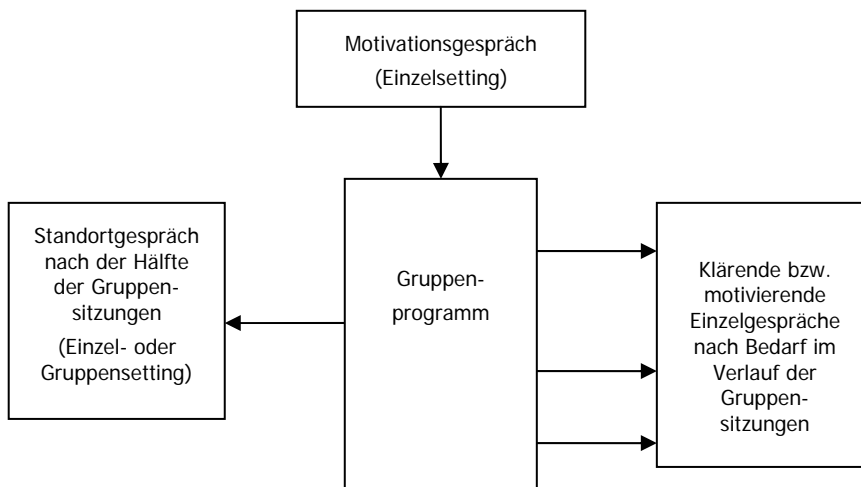 Motivationsgespräch
(Einzelsetting)
Standortgespräch
nach der Hälfte
der Gruppen-
sitzungen
(Einzel- oder
Gruppensetting)
Gruppen-
programm
Klärende bzw.
motivierende
Einzelgespräche
nach Bedarf im
Verlauf der
Gruppen-
sitzungen